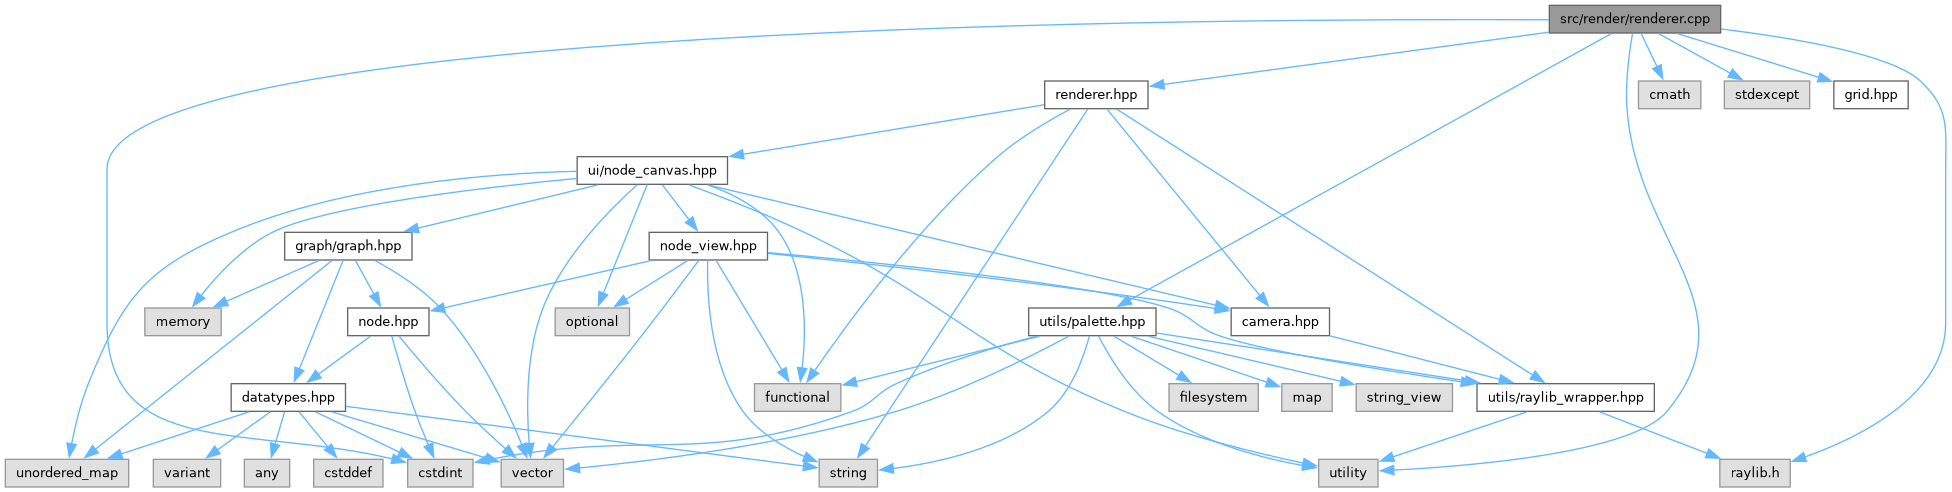 src/render/renderer.cpp
renderer.hpp
cmath
stdexcept
grid.hpp
ui/node_canvas.hpp
graph/graph.hpp
node_view.hpp
memory
node.hpp
optional
utils/palette.hpp
camera.hpp
datatypes.hpp
functional
filesystem
map
string_view
utils/raylib_wrapper.hpp
unordered_map
variant
any
cstddef
cstdint
vector
string
utility
raylib.h